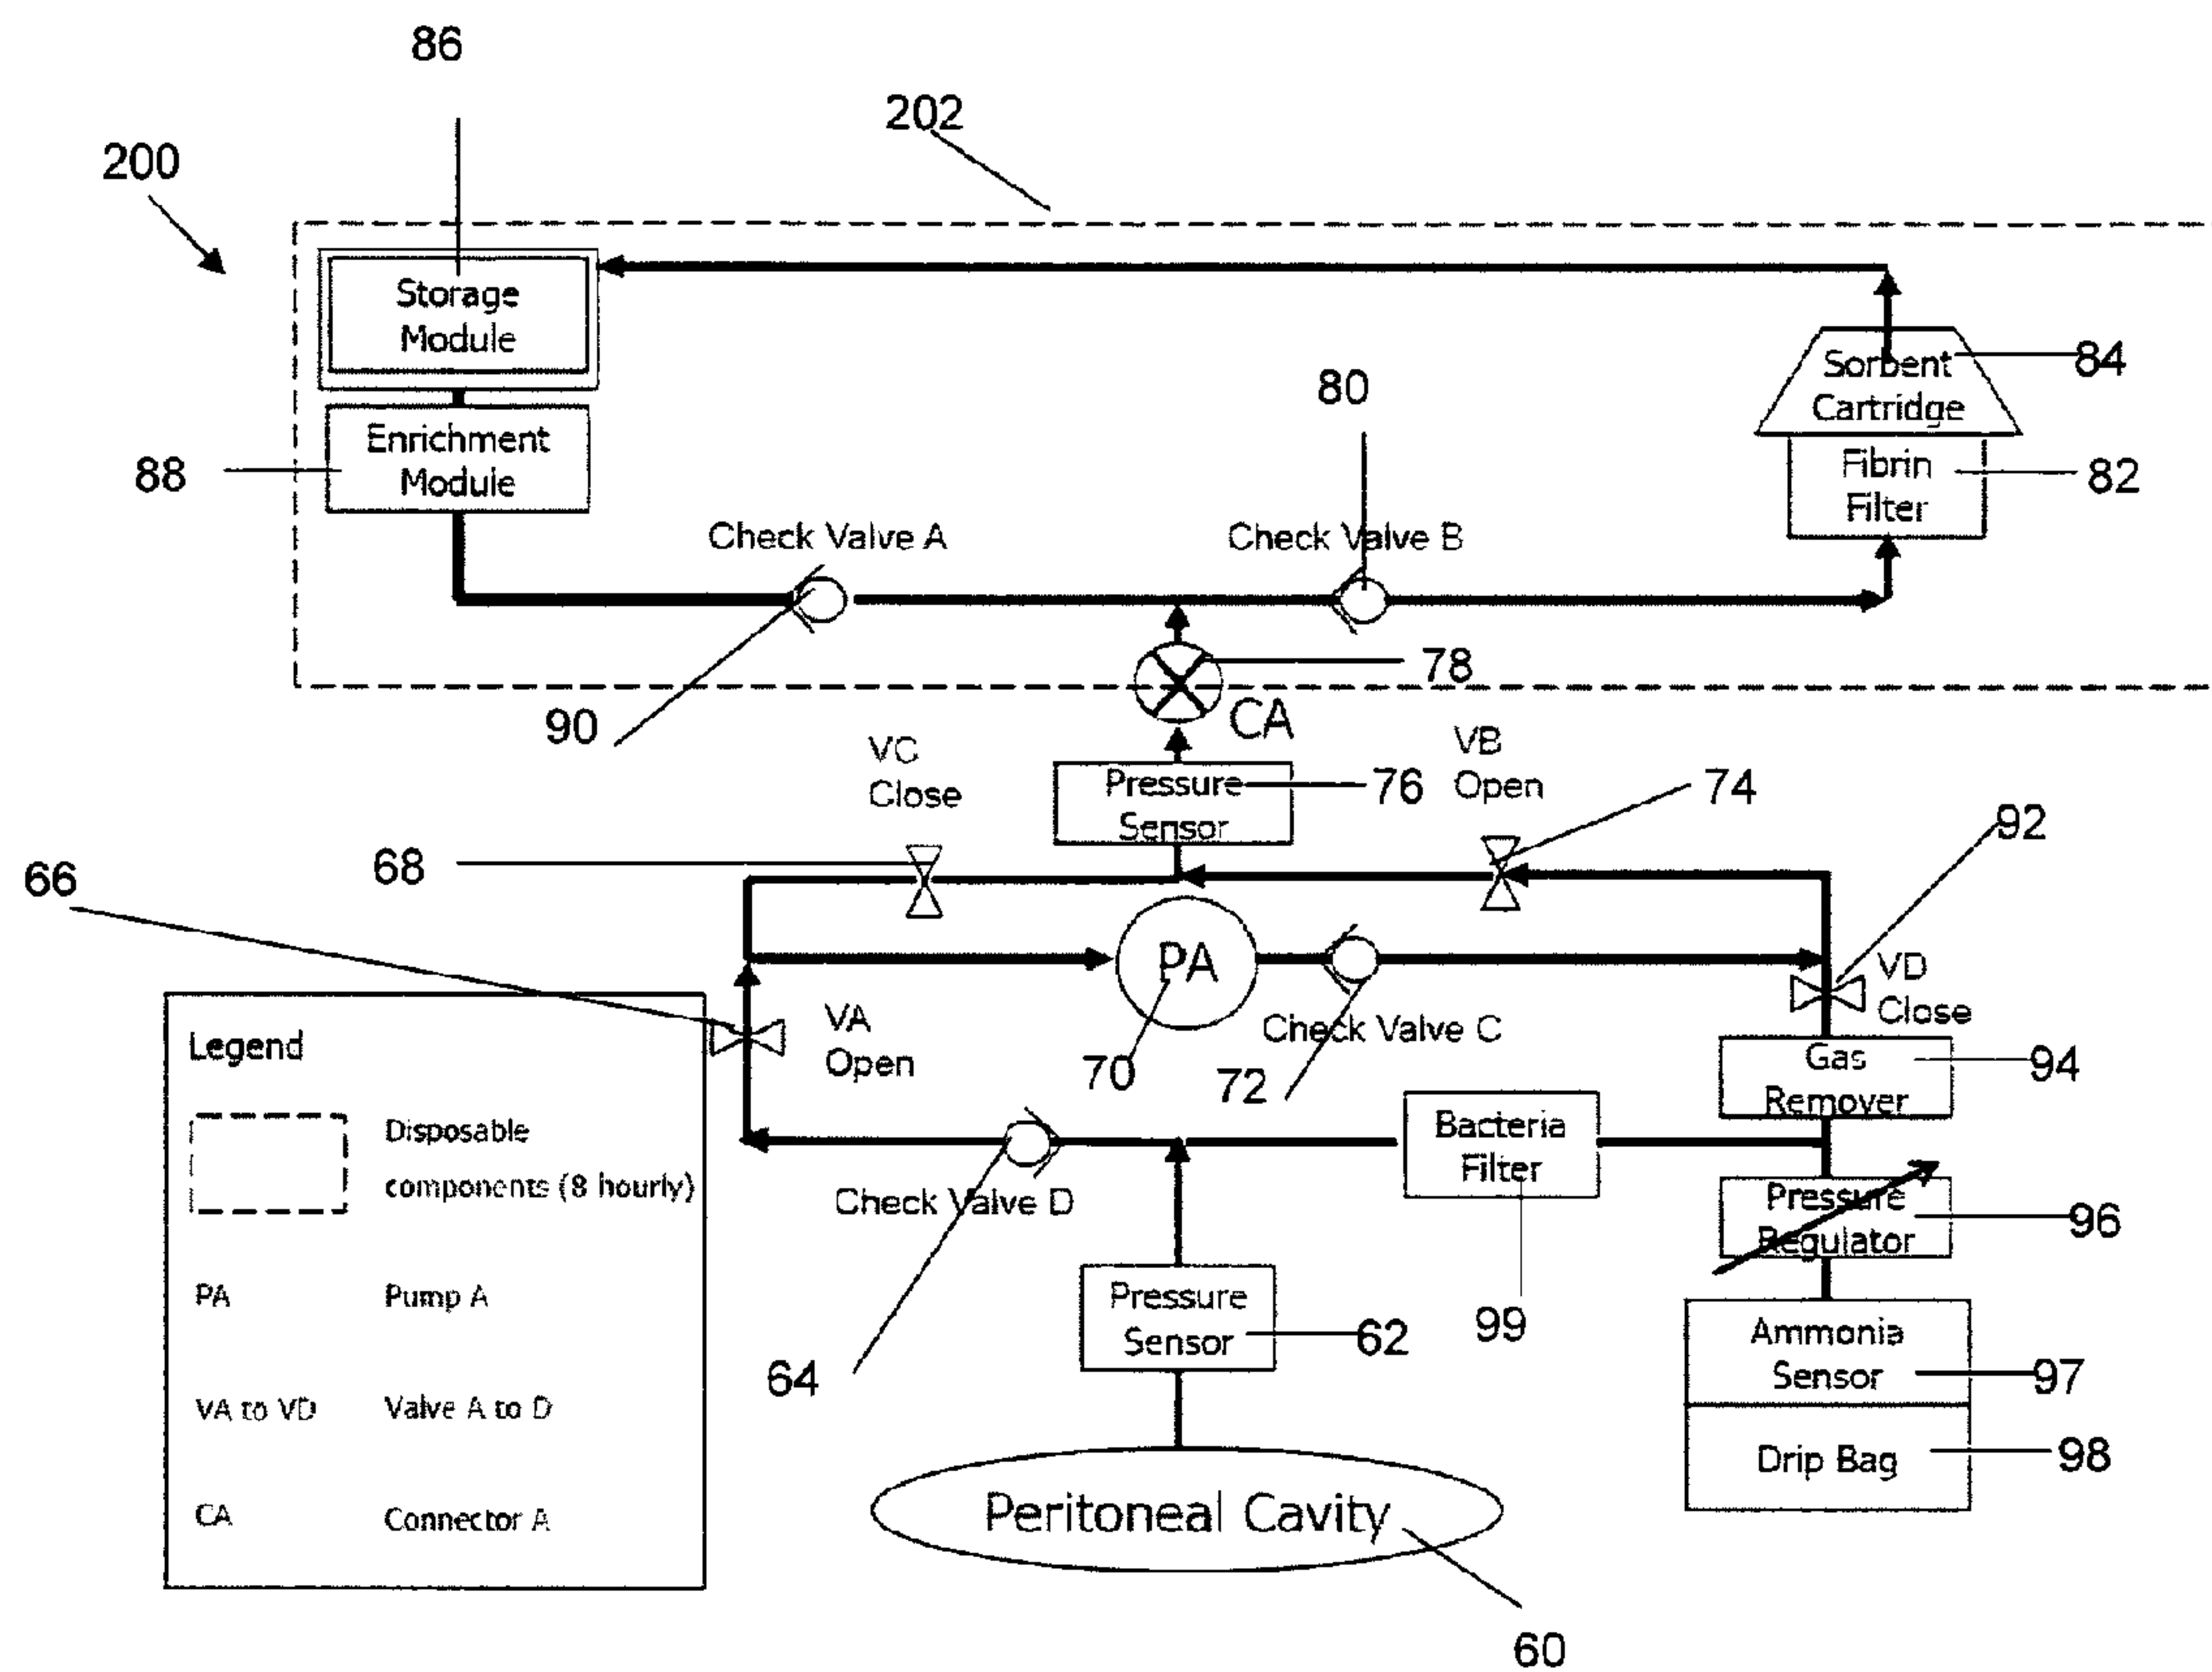 86
202
200
Storage
Module
84
Sorbent
Cartridge
80
Enrichment
Module
88
Fibrin
Filter
82
Check Valve A
Check Valve B
78
90
CA
VC
Close
VB
Open
Pressure
Sensor
76
74
92
68
66
PA
VD
Close
VA
Open
Check Valve C
70
72
Gas
Remover
94
Legend
Disposable
components (8 hourly)
Bacteria
Filter
Check Valve D
Pressure
Regulator
96
PA
Pump A
Pressure
Sensor
62
99
64
Ammonia
Sensor
97
VA to VD
Valve A to D
Drip Bag
98
CA
Connector A
Peritoneal Cavity
60